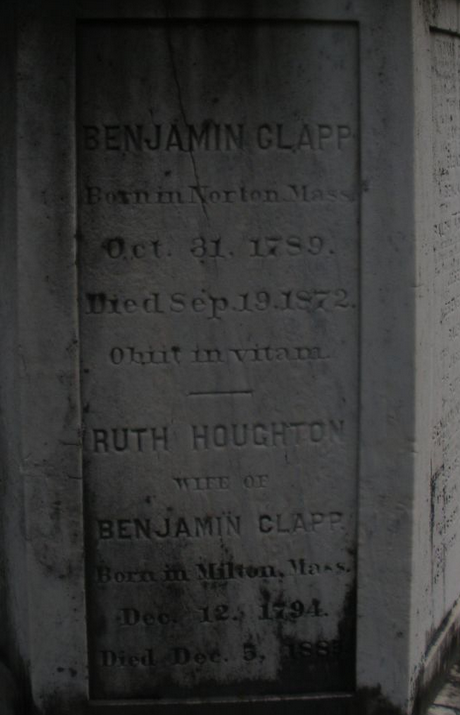 BENJAMIN CLAPP
Born in Norton, Mass.
Oct. 31, 1789.
Died Sep. 19. 1872.
Obiit in vitam.
RUTH HOUGHTON
WIFE OF
BENJAMIN CLAPP.
Born in Milton, Mass.
Dec. 12, 1794.
Died Dec. 5,